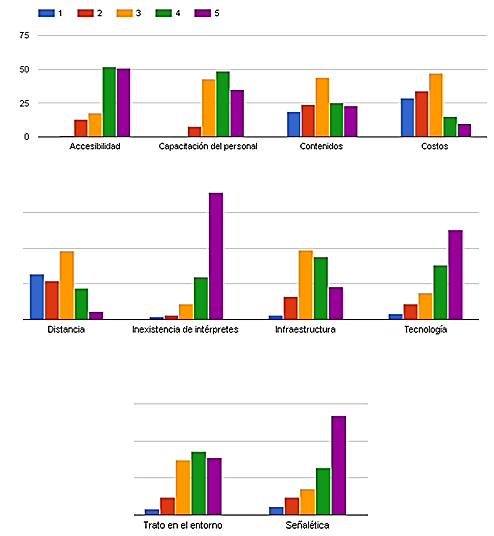 1 2 3 4 5
75
50
25
0
Accesibilidad Capacitación del personal Contenidos Costos
Distancia Inexistencia de intérpretes Infraestructura Tecnología
Trato en el entorno Señalética